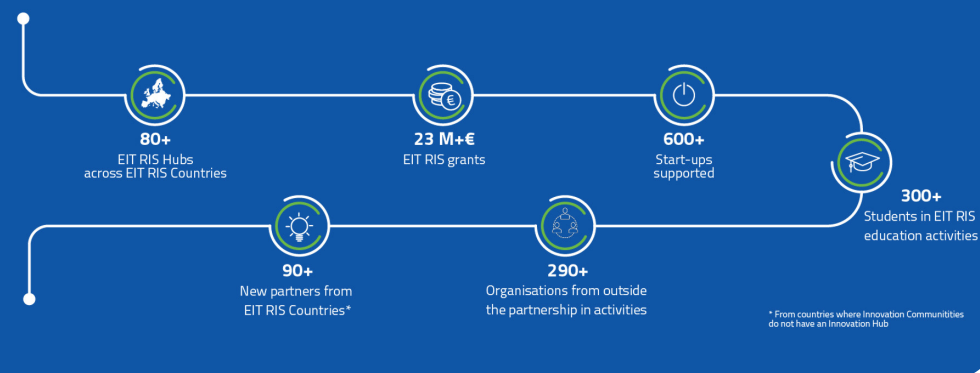 80+
EIT RIS Hubs
across EIT RIS Countries
23 M+€
EIT RIS grants
600+
Start-ups
supported
300+
Students in EIT RIS
education activities
290+
Organisations from outside
the partnership in activities
90+
New partners from
EIT RIS Countries*
* From countries where Innovation Communitities
do not have an Innovation Hub